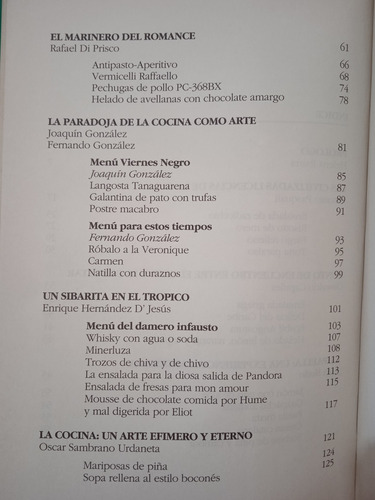 EL MARINERO DEL ROMANCE
Rafael Di Prisco 61
Antipasto-Aperitivo 66
Vermicelli Raffaello 68
Pechugas de pollo PC-368BX 74
Helado de avellanas con chocolate amargo 78
LA PARADOJA DE LA COCINA COMO ARTE
Joaquín González
Fernando González 81
Menú Viernes Negro
Joaquín González 85
Langosta Tanaguarena 87
Galantina de pato con trufas 89
Postre macabro 91
Menú para estos tiempos
Fernando González 93
Róbalo a la Veronique 95
Carmen 97
Natilla con duraznos 99
UN SIBARITA EN EL TROPICO
Enrique Hernández D' Jesús 101
Menú del damero infausto 103
Whisky con agua o soda 107
Minerluza 108
Trozos de chiva y de chivo 112
La ensalada para la diosa salida de Pandora 113
Ensalada de fresas para mon amour 115
Mousse de chocolate comida por Hume
y mal digerida por Eliot 117
LA COCINA: UN ARTE EFIMERO Y ETERNO
Oscar Sambrano Urdaneta 121
Mariposas de piña 124
Sopa rellena al estilo boconés 125